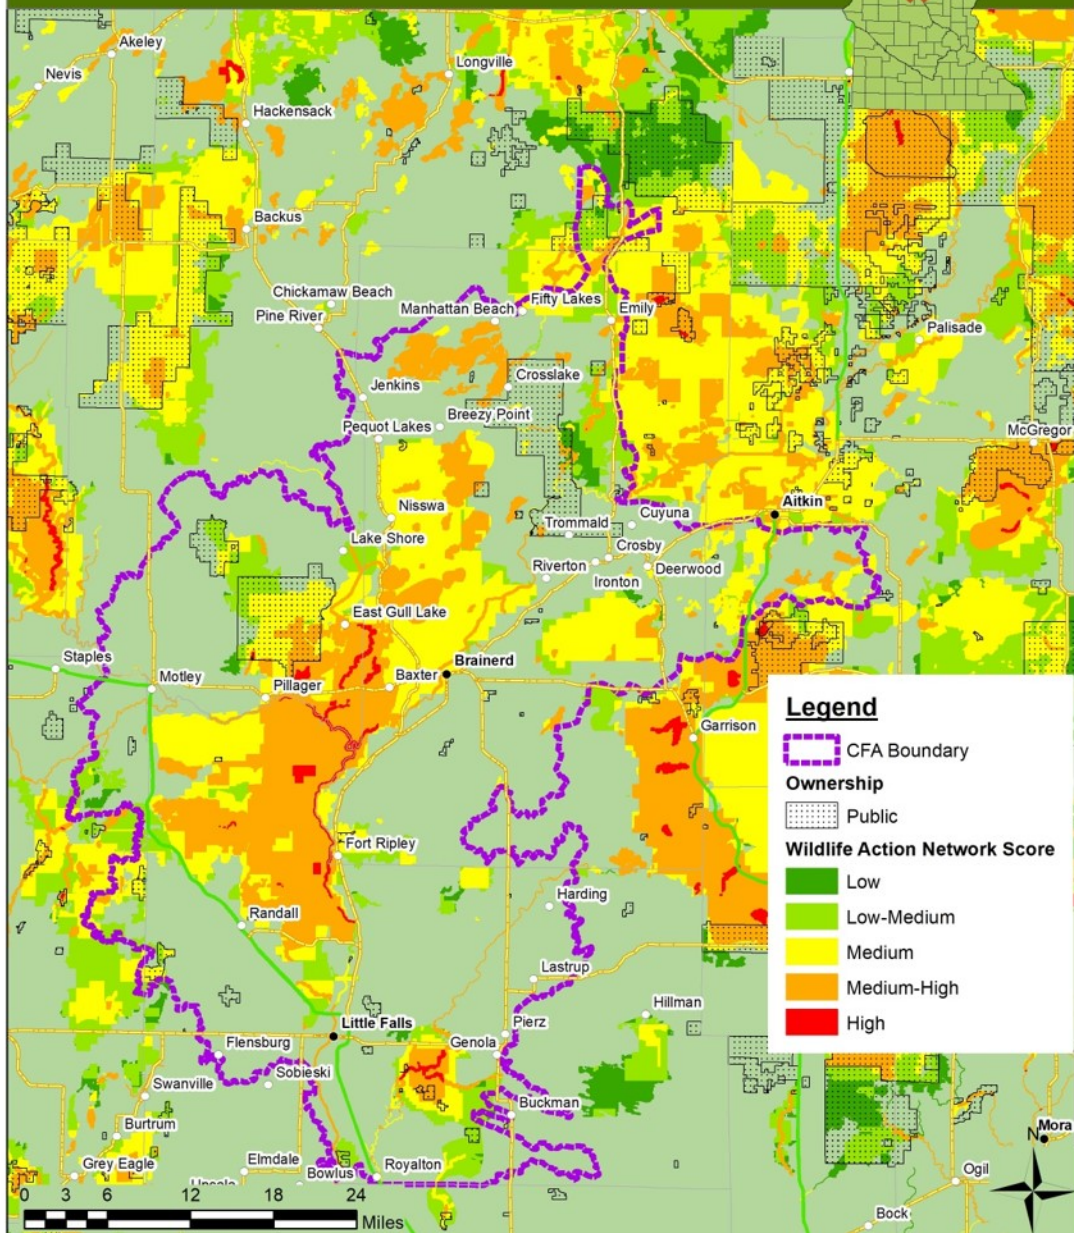 Akeley
Nevis
Longville
Hackensack
Backus
Chickamaw Beach
Pine River
Manhattan Beach
Fifty Lakes
Emily
Palisade
Crosslake
Jenkins
Breezy Point
Pequot Lakes
McGregor
Nisswa
Aitkin
Trommald
Cuyuna
Lake Shore
Crosby
Riverton
Deerwood
Ironton
East Gull Lake
Staples
Motley
Pillager
Baxter
Brainerd
Garrison
Fort Ripley
Harding
Randall
Lastrup
Hillman
Little Falls
Pierz
Flensburg
Genola
Sobieski
Swanville
Buckman
Burtrum
Grey Eagle
Elmdale
Bowlus
Royalton
Mora
Ogil
Bock
Legend
CFA Boundary
Ownership
Public
Wildlife Action Network Score
Low
Low-Medium
Medium
Medium-High
High
N
0 3 6 12 18 24
Miles